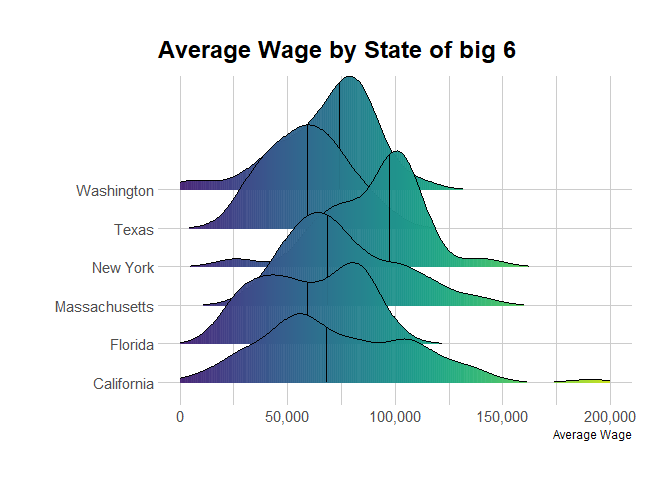 Average Wage by State of big 6
Washington
Texas
New York
Massachusetts
Florida
California
0 50,000 100,000 150,000 200,000
Average Wage